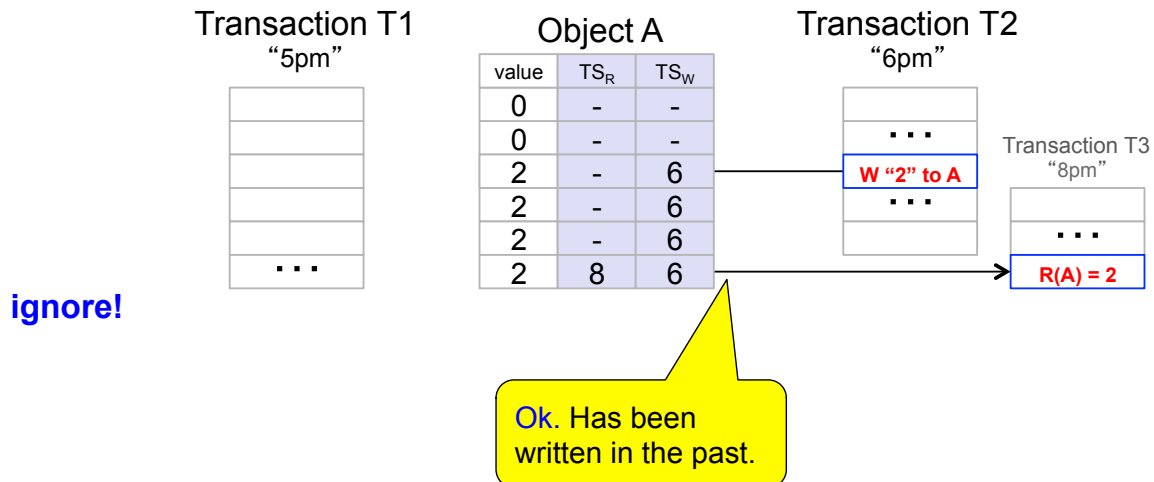 Transaction T1
“5pm”
Object A
Transaction T2
“6pm”
value TSR TSW
0 - -
0 - -
2 - 6
2 - 6
2 - 6
2 8 6
...
...
W “2” to A
...
Transaction T3
“8pm”
...
R(A) = 2
ignore!
Ok. Has been
written in the past.